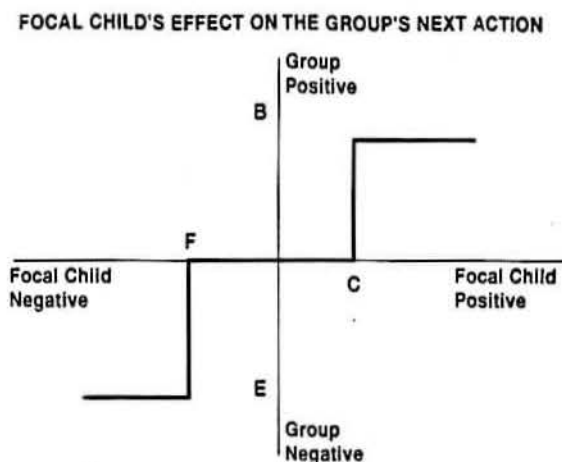 FOCAL CHILD'S EFFECT ON THE GROUP'S NEXT ACTION
Group
Positive
B
F
Focal Child
Negative
C
Focal Child
Positive
E
Group
Negative